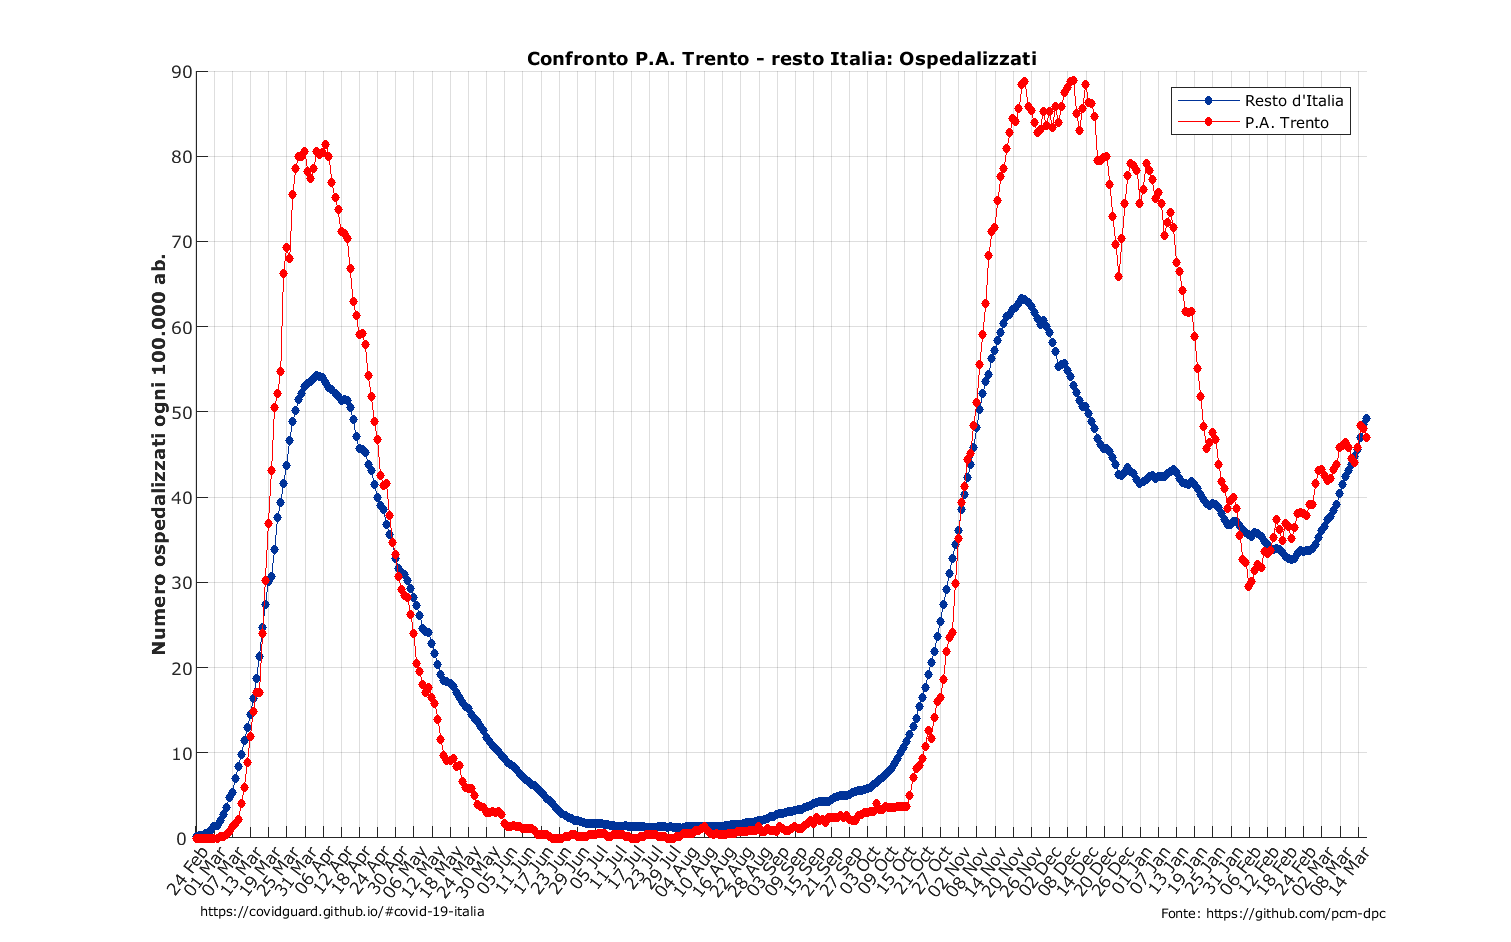 Confronto P.A. Trento - resto Italia: Ospedalizzati
Numero ospedalizzati ogni 100.000 ab.
90
80
70
60
50
40
30
20
10
0
Resto d'Italia
P.A. Trento
24 Feb
01 Mar
07 Mar
13 Mar
19 Mar
25 Mar
31 Mar
06 Apr
12 Apr
18 Apr
24 Apr
30 Apr
06 May
12 May
18 May
24 May
30 May
05 Jun
11 Jun
17 Jun
23 Jun
29 Jun
05 Jul
11 Jul
17 Jul
23 Jul
29 Jul
04 Aug
10 Aug
16 Aug
22 Aug
28 Aug
03 Sep
09 Sep
15 Sep
21 Sep
27 Sep
03 Oct
09 Oct
15 Oct
21 Oct
27 Oct
02 Nov
08 Nov
14 Nov
20 Nov
26 Nov
02 Dec
08 Dec
14 Dec
20 Dec
26 Dec
01 Jan
07 Jan
13 Jan
19 Jan
25 Jan
31 Jan
06 Feb
12 Feb
18 Feb
24 Feb
02 Mar
08 Mar
14 Mar
https://covidguard.github.io/#covid-19-italia
Fonte: https://github.com/pcm-dpc